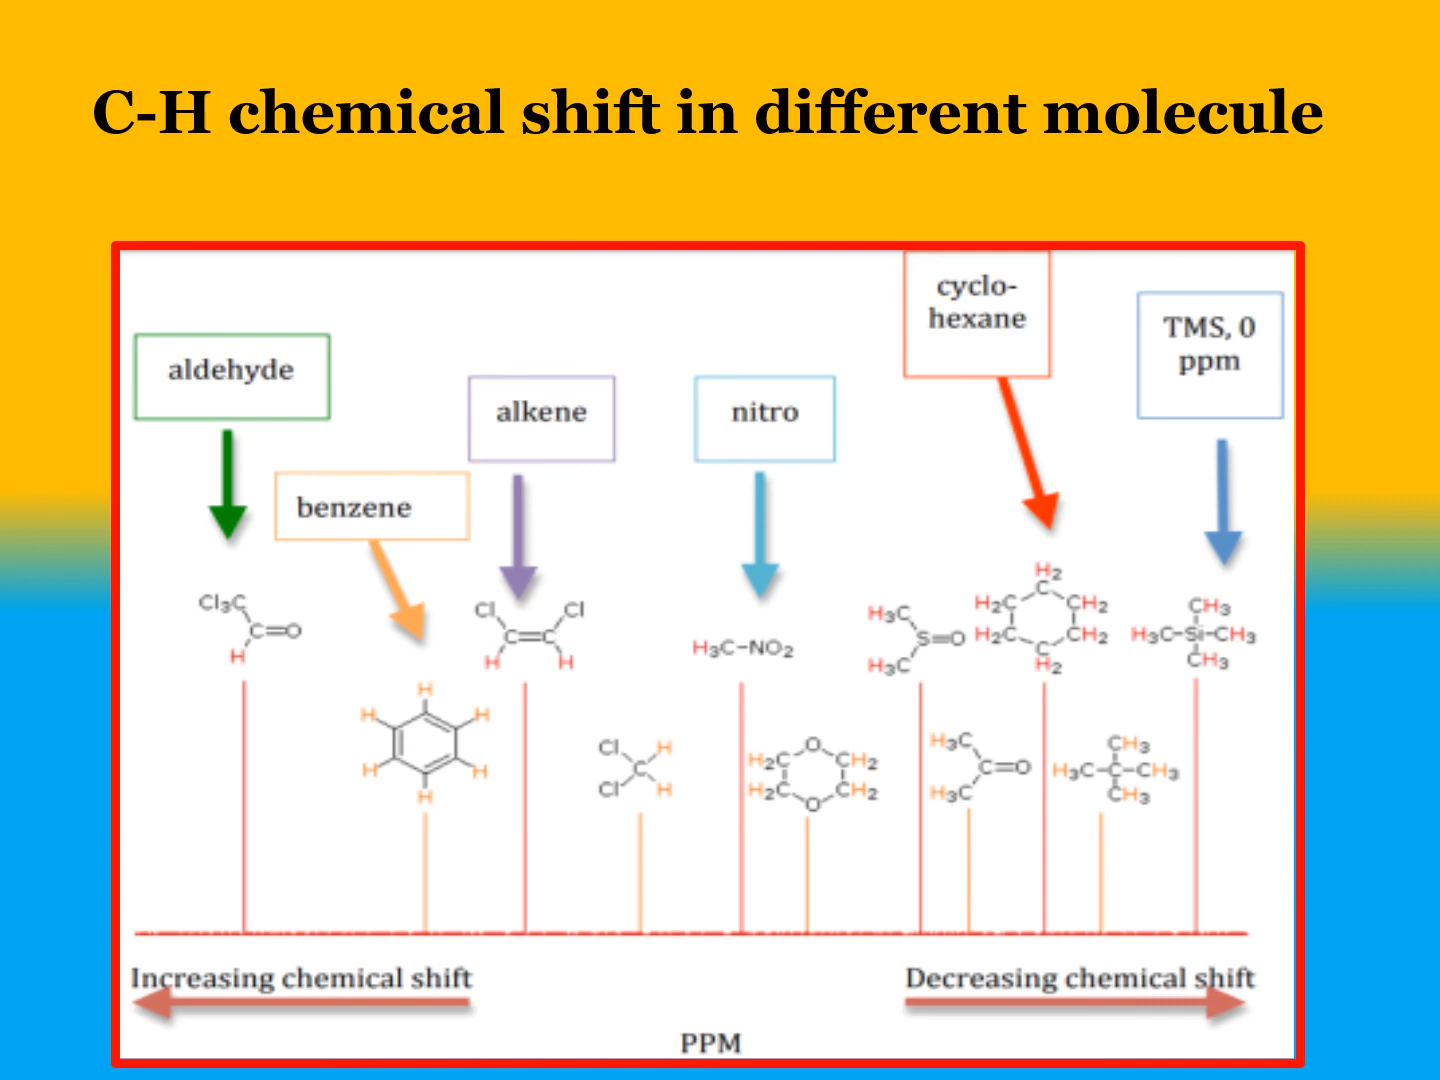 C-H chemical shift in different molecule
cyclo-
hexane
TMS, 0
ppm
aldehyde
alkene
nitro
benzene
Cl₃C
C=O
H
Cl Cl
C=C
H H
H₃C-NO₂
H₃C
S=O
H₃C
H₂
C
H₂C CH₂
H₂C CH₂
C
H₂
CH₃
H₃C-Si-CH₃
CH₃
H
H H
H H
H
Cl H
C
Cl H
O
H₂C CH₂
H₂C CH₂
O
H₃C
C=O
H₃C
CH₃
H₃C-C-CH₃
CH₃
Increasing chemical shift
Decreasing chemical shift
PPM